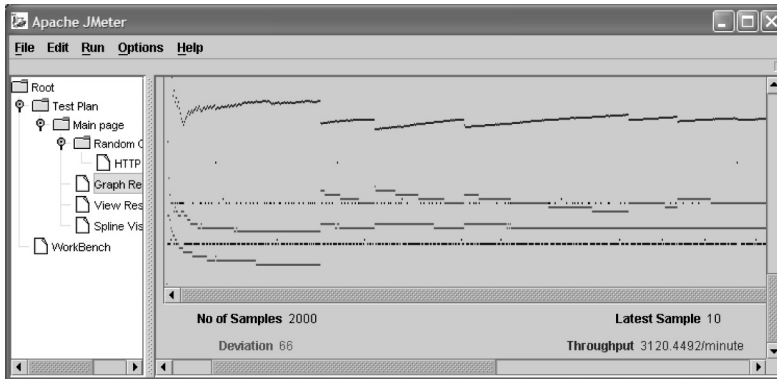 Apache JMeter
File Edit Run Options Help
Root
Test Plan
Main page
Random C
HTTP
Graph Re
View Res
Spline Vis
WorkBench
No of Samples 2000
Latest Sample 10
Deviation 66
Throughput 3120.4492/minute